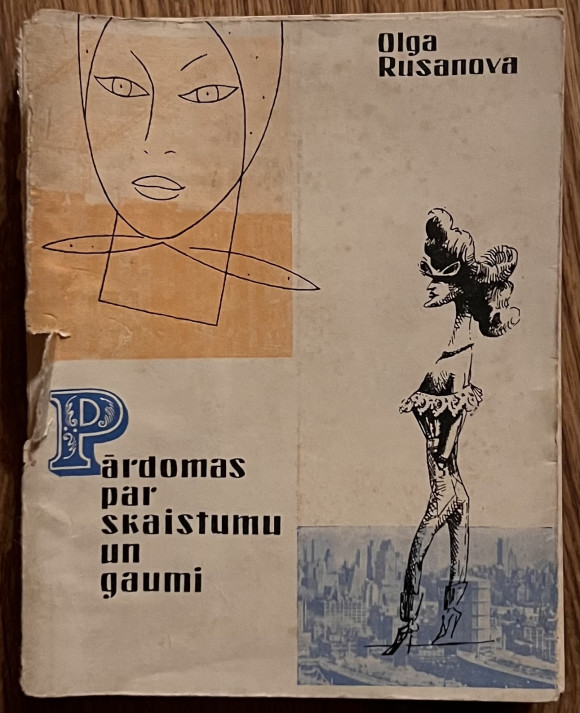 Olga
Rusanova
Pārdomas
par
skaistumu
un
gaumi